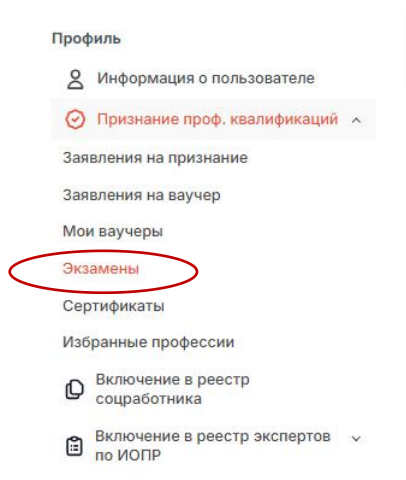 Профиль
Информация о пользователе
Признание проф. квалификаций
Заявления на признание
Заявления на ваучер
Мои ваучеры
Экзамены
Сертификаты
Избранные профессии
Включение в реестр
соцработника
Включение в реестр экспертов
по ИОПР